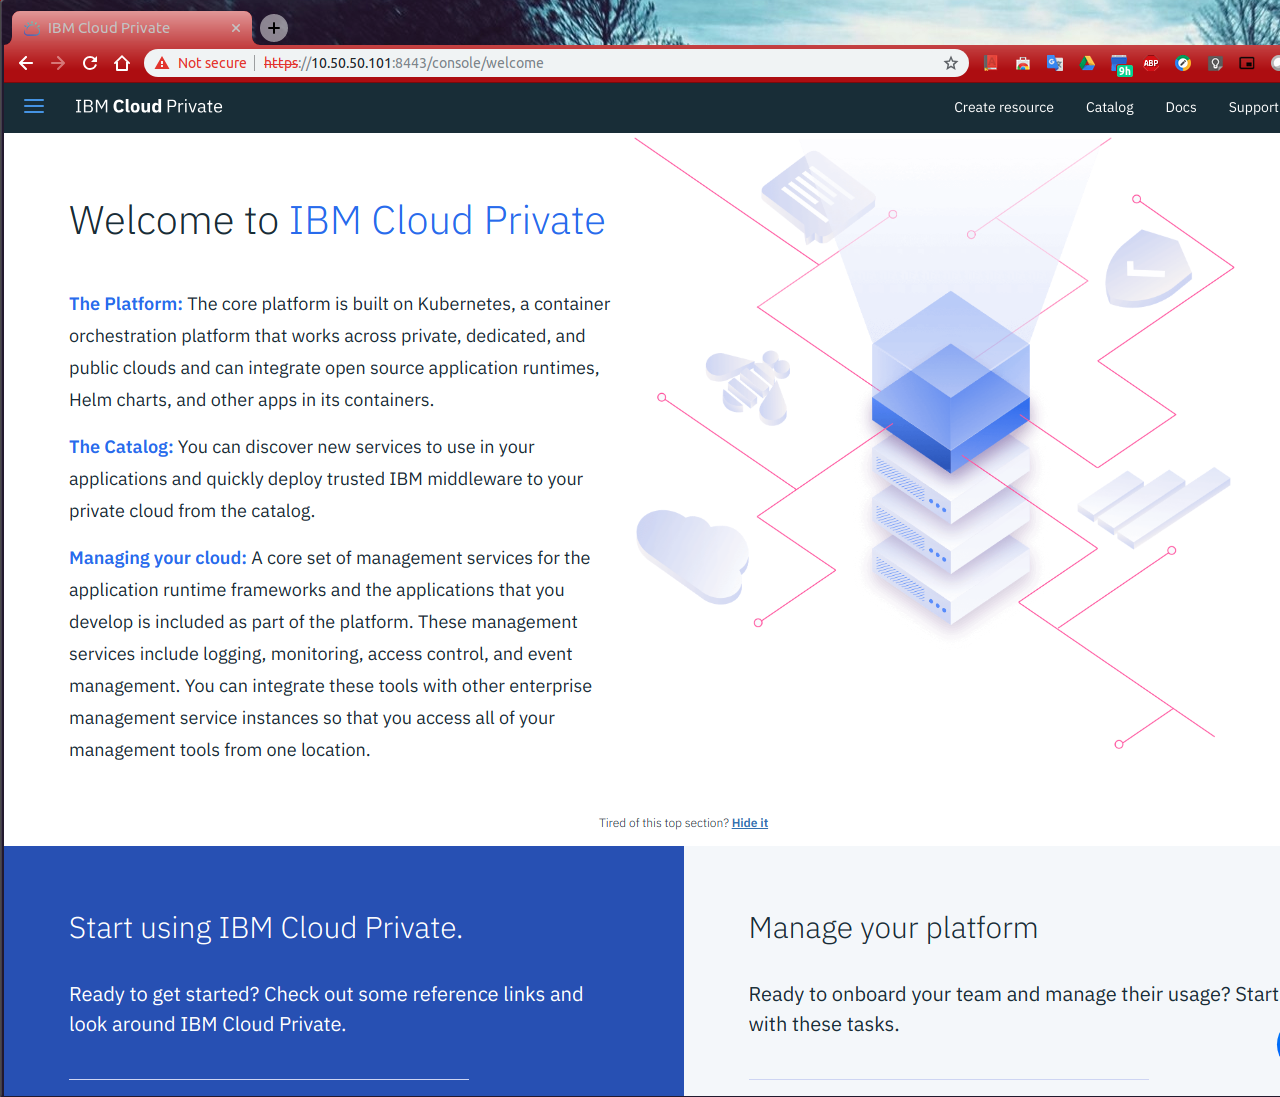 IBM Cloud Private
Not secure
https://10.50.50.101:8443/console/welcome
9h
ABP
IBM Cloud Private
Create resource
Catalog
Docs
Support
Welcome to IBM Cloud Private
The Platform: The core platform is built on Kubernetes, a container
orchestration platform that works across private, dedicated, and
public clouds and can integrate open source application runtimes,
Helm charts, and other apps in its containers.
The Catalog: You can discover new services to use in your
applications and quickly deploy trusted IBM middleware to your
private cloud from the catalog.
Managing your cloud: A core set of management services for the
application runtime frameworks and the applications that you
develop is included as part of the platform. These management
services include logging, monitoring, access control, and event
management. You can integrate these tools with other enterprise
management service instances so that you access all of your
management tools from one location.
Tired of this top section? Hide it
Start using IBM Cloud Private.
Ready to get started? Check out some reference links and
look around IBM Cloud Private.
Manage your platform
Ready to onboard your team and manage their usage? Start
with these tasks.